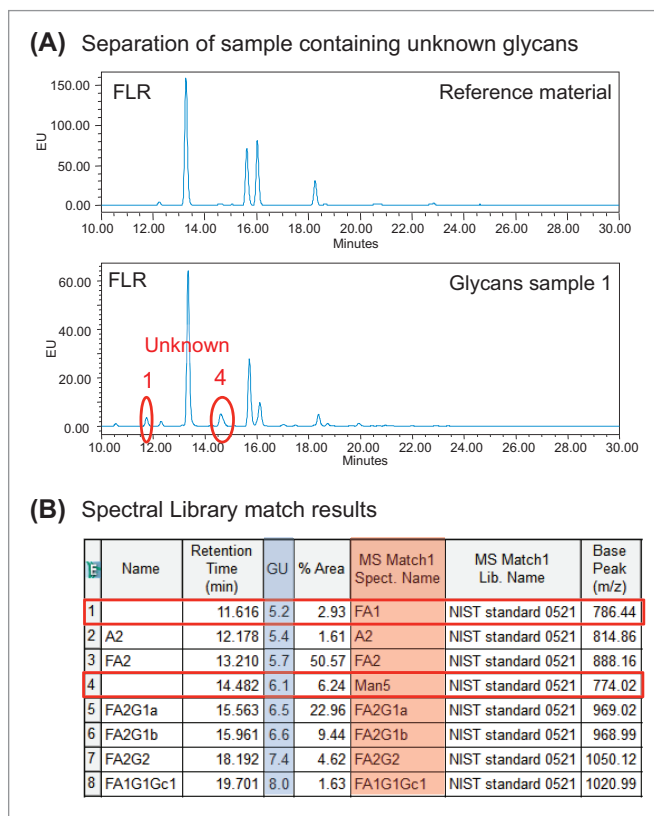 (A) Separation of sample containing unknown glycans
FLR
Reference material
150.00
100.00
50.00
0.00
EU
10.00 12.00 14.00 16.00 18.00 20.00 22.00 24.00 26.00 28.00 30.00
Minutes
FLR
Glycans sample 1
60.00
40.00
20.00
0.00
EU
Unknown
1 4
10.00 12.00 14.00 16.00 18.00 20.00 22.00 24.00 26.00 28.00 30.00
Minutes
(B) Spectral Library match results
Name Retention Time (min) GU % Area MS Match1 Spect. Name MS Match1 Lib. Name Base Peak (m/z)
1 11.616 5.2 2.93 FA1 NIST standard 0521 786.44
2 A2 12.178 5.4 1.61 A2 NIST standard 0521 814.86
3 FA2 13.210 5.7 50.57 FA2 NIST standard 0521 888.16
4 14.482 6.1 6.24 Man5 NIST standard 0521 774.02
5 FA2G1a 15.563 6.5 22.96 FA2G1a NIST standard 0521 969.02
6 FA2G1b 15.961 6.6 9.44 FA2G1b NIST standard 0521 968.99
7 FA2G2 18.192 7.4 4.62 FA2G2 NIST standard 0521 1050.12
8 FA1G1Gc1 19.701 8.0 1.63 FA1G1Gc1 NIST standard 0521 1020.99